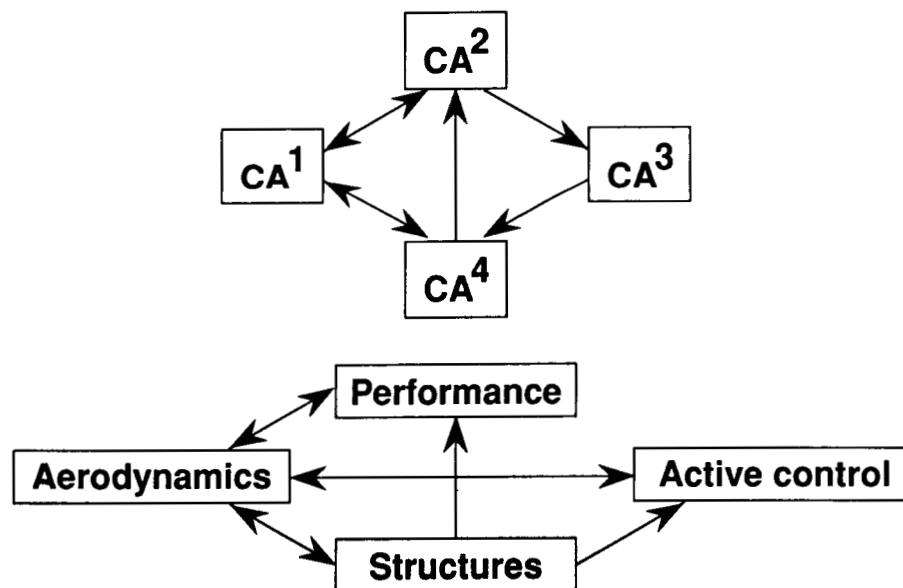 CA²
CA¹
CA³
CA⁴
Performance
Aerodynamics
Active control
Structures